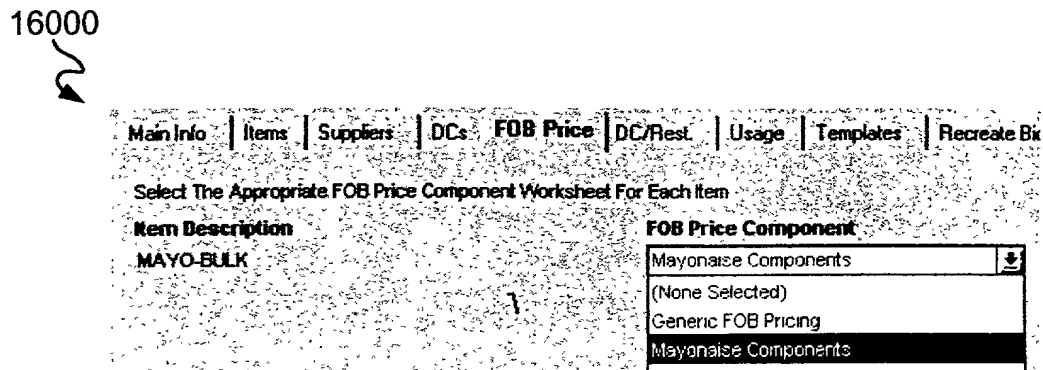 16000
Main Info Items Suppliers DCs FOB Price DC/Rest. Usage Templates Recreate Bid
Select The Appropriate FOB Price Component Worksheet For Each Item
Item Description FOB Price Component
MAYO-BULK Mayonaise Components
(None Selected)
Generic FOB Pricing
Mayonaise Components